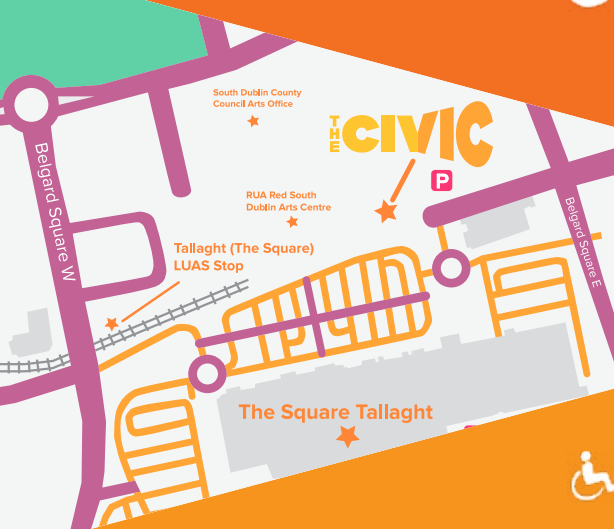 South Dublin County
Council Arts Office
THE CIVIC
P
RUA Red South
Dublin Arts Centre
Belgard Square W
Belgard Square E
Tallaght (The Square)
LUAS Stop
The Square Tallaght